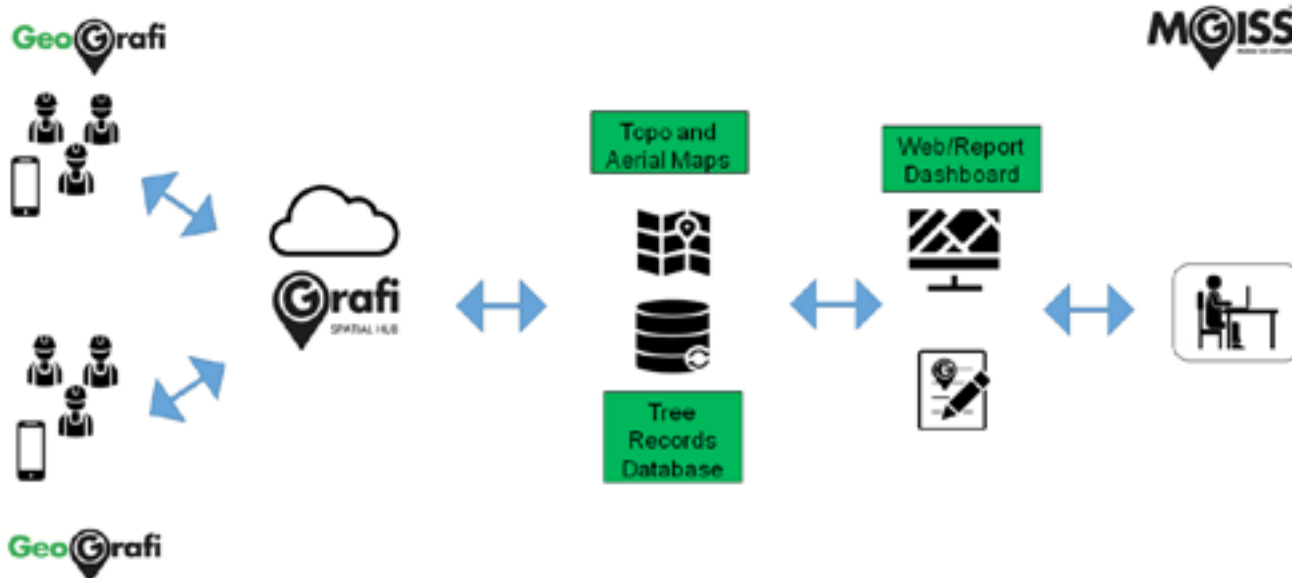 GeoGrafi
MGISS
Topo and
Aerial Maps
Web/Report
Dashboard
Grafi
SPATIAL HUB
Tree
Records
Database
GeoGrafi